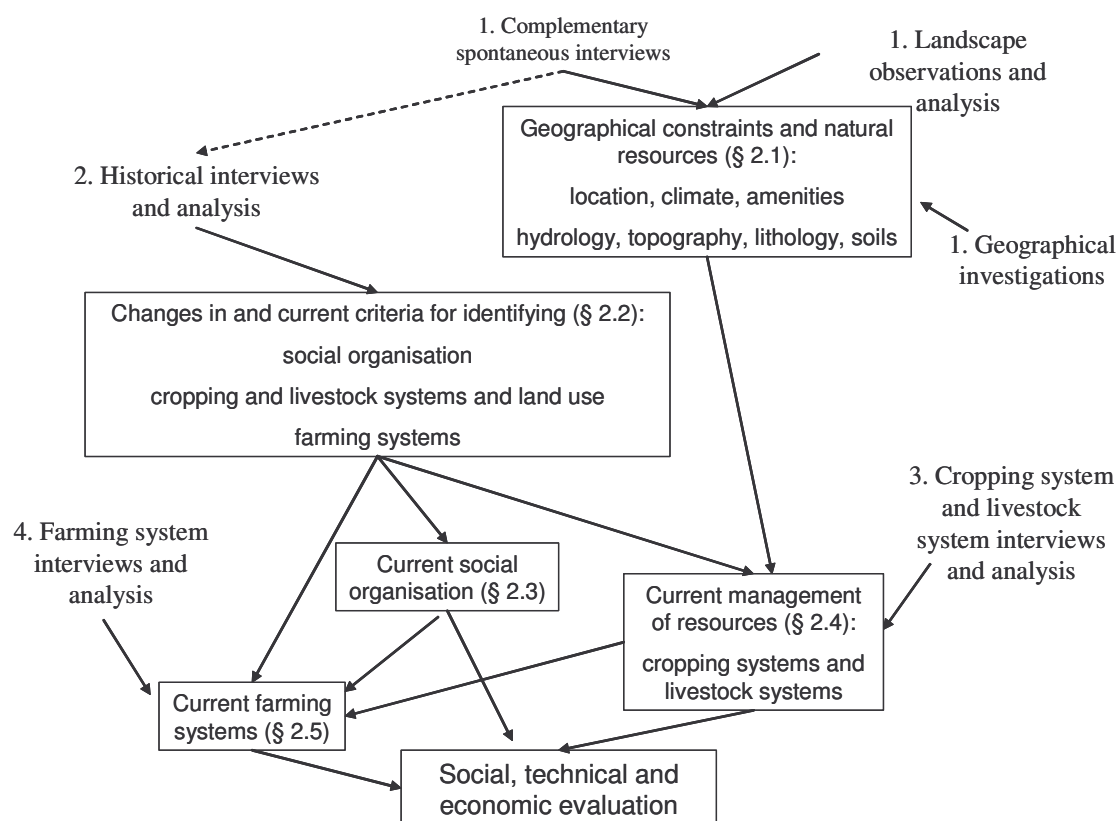 1. Complementary
spontaneous interviews
1. Landscape
observations and
analysis
Geographical constraints and natural
resources (§ 2.1):
location, climate, amenities
hydrology, topography, lithology, soils
2. Historical interviews
and analysis
1. Geographical
investigations
Changes in and current criteria for identifying (§ 2.2):
social organisation
cropping and livestock systems and land use
farming systems
3. Cropping system
and livestock
system interviews
and analysis
4. Farming system
interviews and
analysis
Current social
organisation (§ 2.3)
Current management
of resources (§ 2.4):
cropping systems and
livestock systems
Current farming
systems (§ 2.5)
Social, technical and
economic evaluation